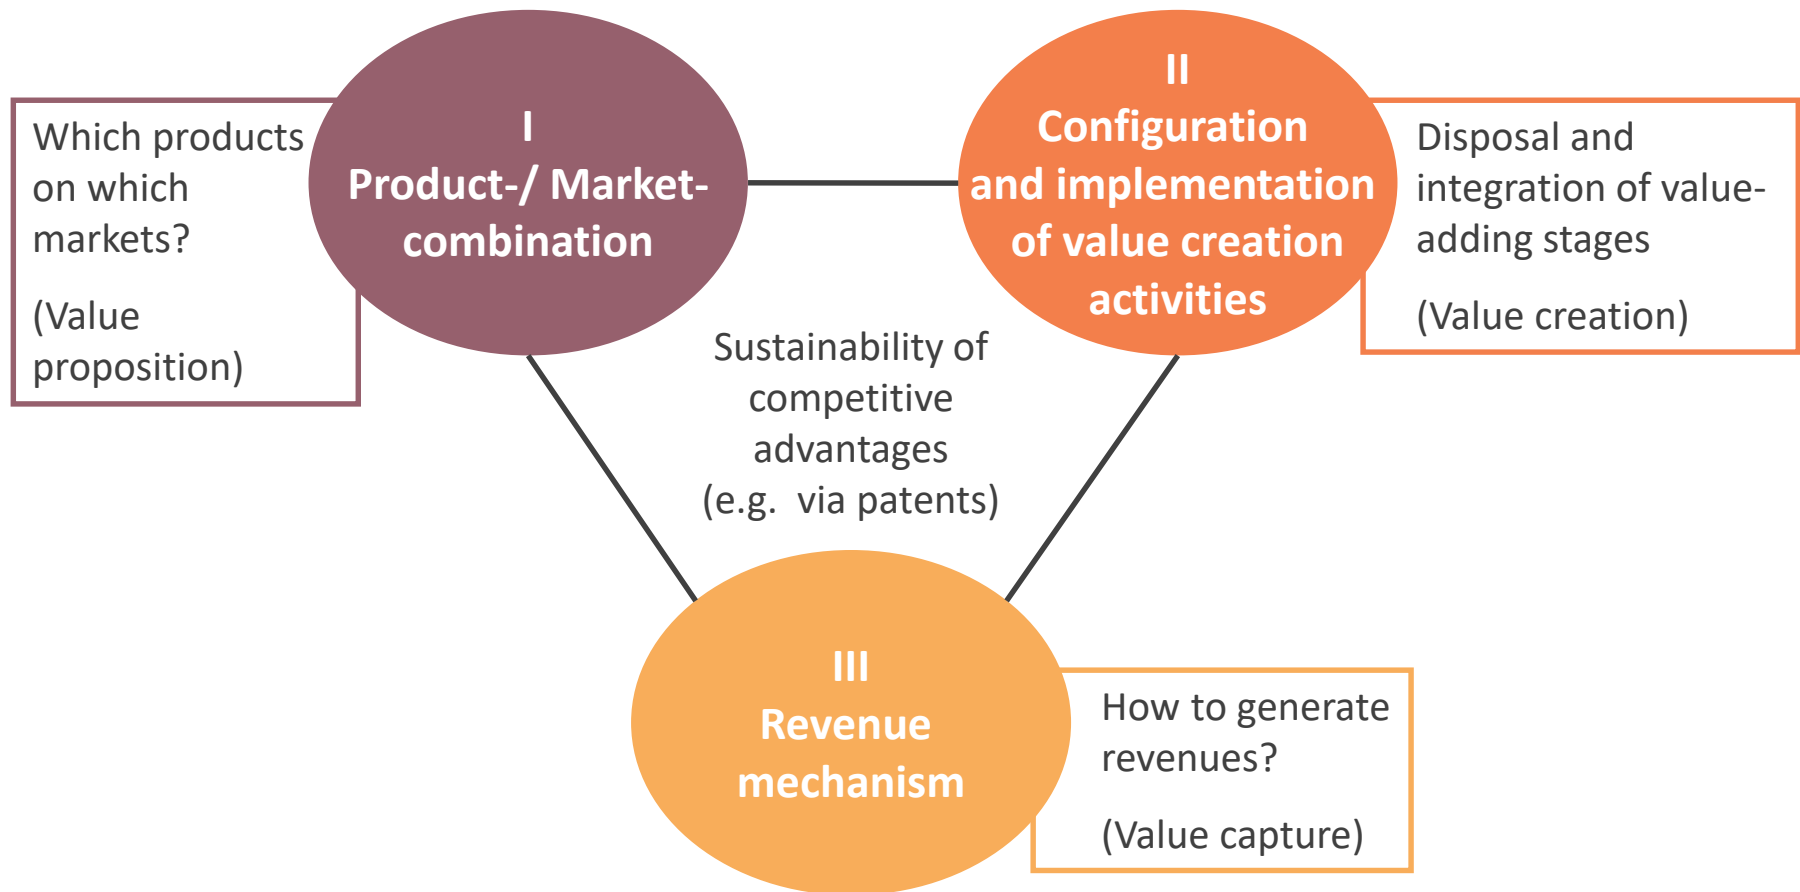 Which products
on which
markets?
(Value
proposition)
I
Product-/ Market-
combination
II
Configuration
and implementation
of value creation
activities
Disposal and
integration of value-
adding stages
(Value creation)
Sustainability of
competitive
advantages
(e.g.  via patents)
III
Revenue
mechanism
How to generate
revenues?
(Value capture)